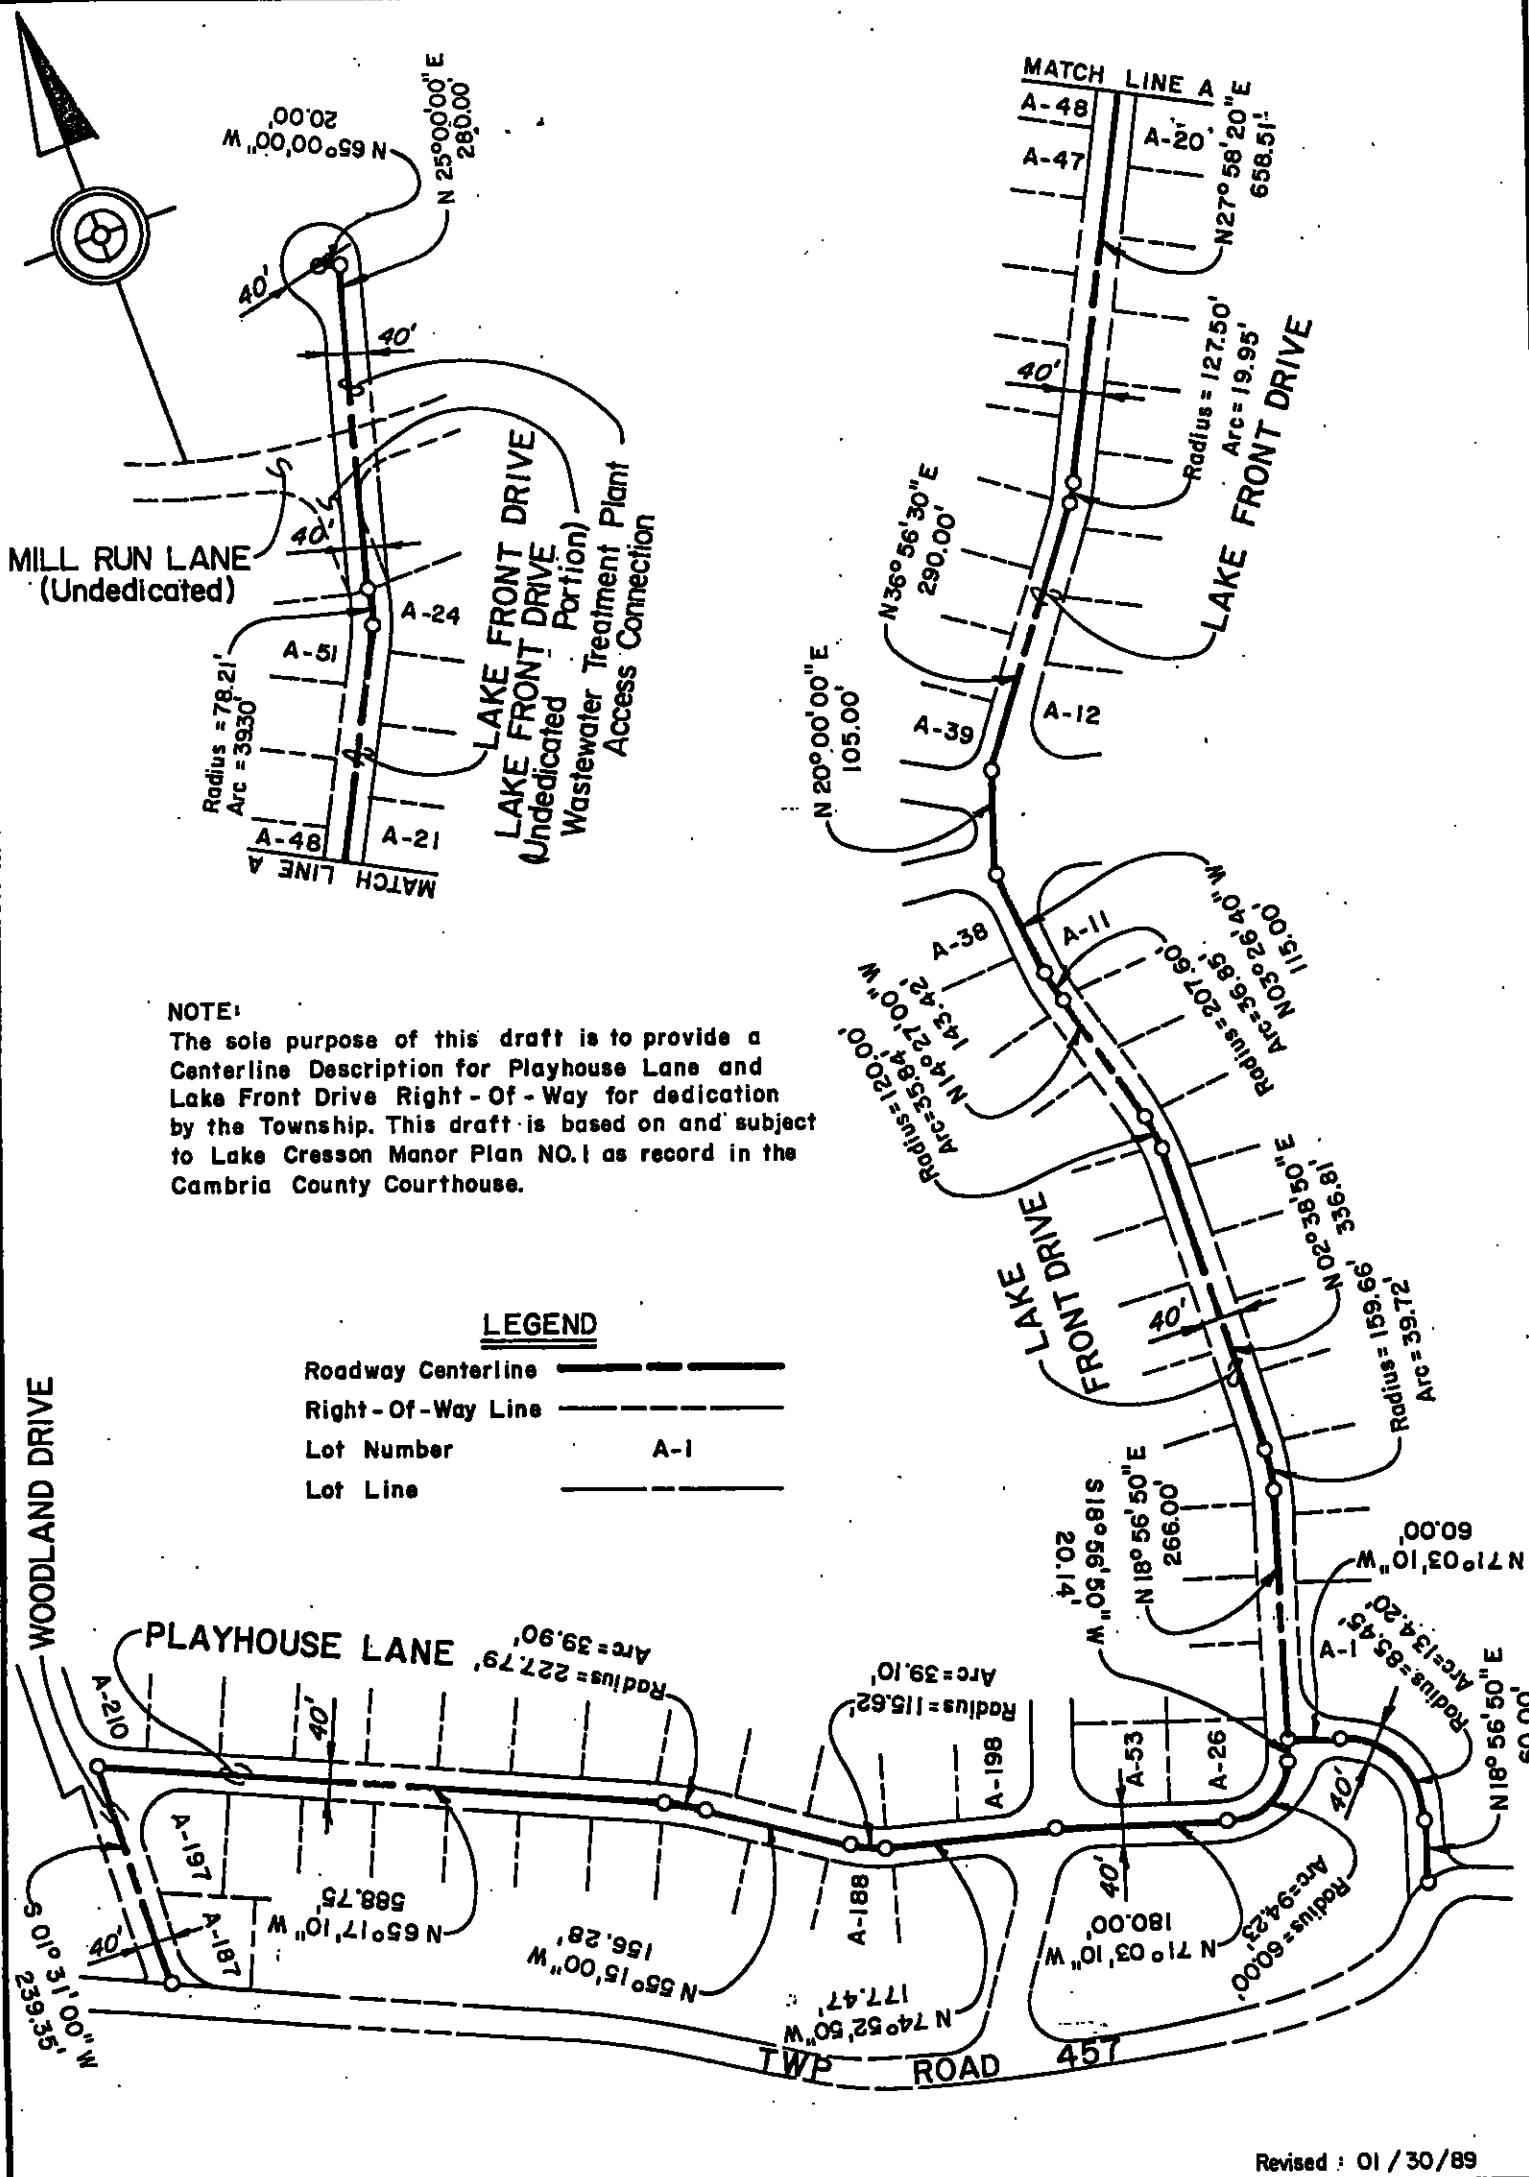 N 65°00'00" W
20.00'
N 25°00'00" E
280.00'
40'
40'
40'
MILL RUN LANE
(Undedicated)
A-24
A-51
Radius = 78.21'
Arc = 39.30'
LAKE FRONT DRIVE
LAKE FRONT DRIVE
(Undedicated Portion)
Wastewater Treatment Plant
Access Connection
A-48
A-21
MATCH LINE A
MATCH LINE A
A-48
A-20
A-47
N27°58'20"E
658.51'
40'
Radius = 127.50'
Arc = 19.95'
LAKE FRONT DRIVE
N36°56'30"E
290.00'
N 20°00'00"E
105.00'
A-39
A-12
A-38
A-11
N03°26'40"W
115.00'
Radius = 207.60'
Arc = 36.85'
N14°27'00"W
143.42'
Radius = 120.00'
Arc = 35.84'
NOTE:
The sole purpose of this draft is to provide a
Centerline Description for Playhouse Lane and
Lake Front Drive Right - Of - Way for dedication
by the Township. This draft is based on and subject
to Lake Cresson Manor Plan NO. 1 as record in the
Cambria County Courthouse.
LAKE
FRONT DRIVE
N 02°38'50"E
336.81'
40'
Radius = 159.66'
Arc = 39.72'
LEGEND
Roadway Centerline
Right - Of - Way Line
Lot Number A-1
Lot Line
WOODLAND DRIVE
S18°56'50"W
20.14'
N 18°56'50"E
266.00'
N 71°03'10"W
60.00'
A-1
Radius = 85.45'
Arc = 134.20'
N18°56'50"E
60.00'
PLAYHOUSE LANE
Radius = 227.79'
Arc = 39.90'
Radius = 115.62'
Arc = 39.10'
A-210
40'
A-198
A-53
A-26
40'
A-197
A-187
40'
S 01°31'00"W
239.35'
N 65°17'10"W
588.75
N 55°15'00"W
156.28'
A-188
N 74°52'50"W
177.47'
40'
N 71°03'10"W
180.00'
Radius = 60.00'
Arc = 94.23'
TWP ROAD 457
Revised : 01 / 30 / 89